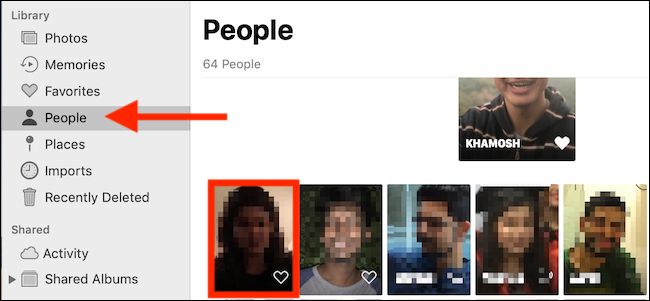 Library
Photos
Memories
Favorites
People
Places
Imports
Recently Deleted
Shared
Activity
Shared Albums
People
64 People
KHAMOSH